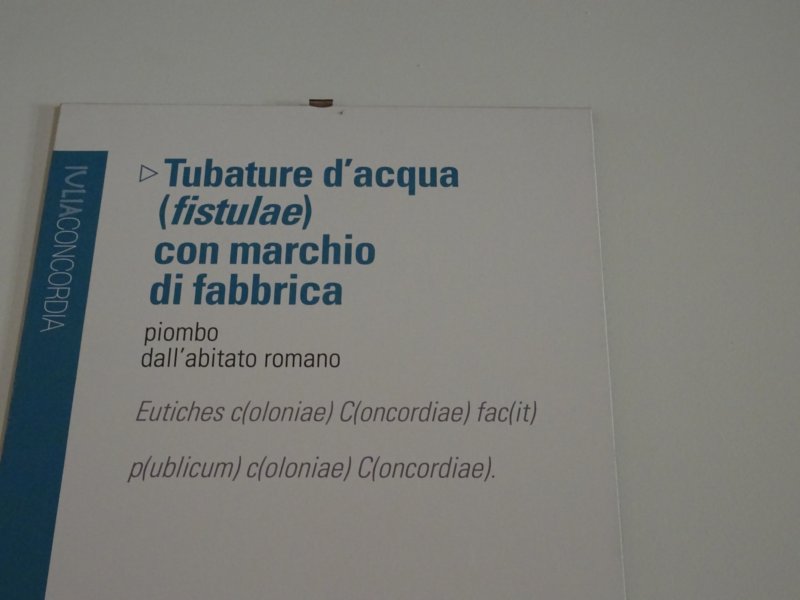 IVLIACONCORDIA
▷ Tubature d'acqua
(fistulae)
con marchio
di fabbrica
piombo
dall'abitato romano
Eutiches c(oloniae) C(oncordiae) fac(it)
p(ublicum) c(oloniae) C(oncordiae).